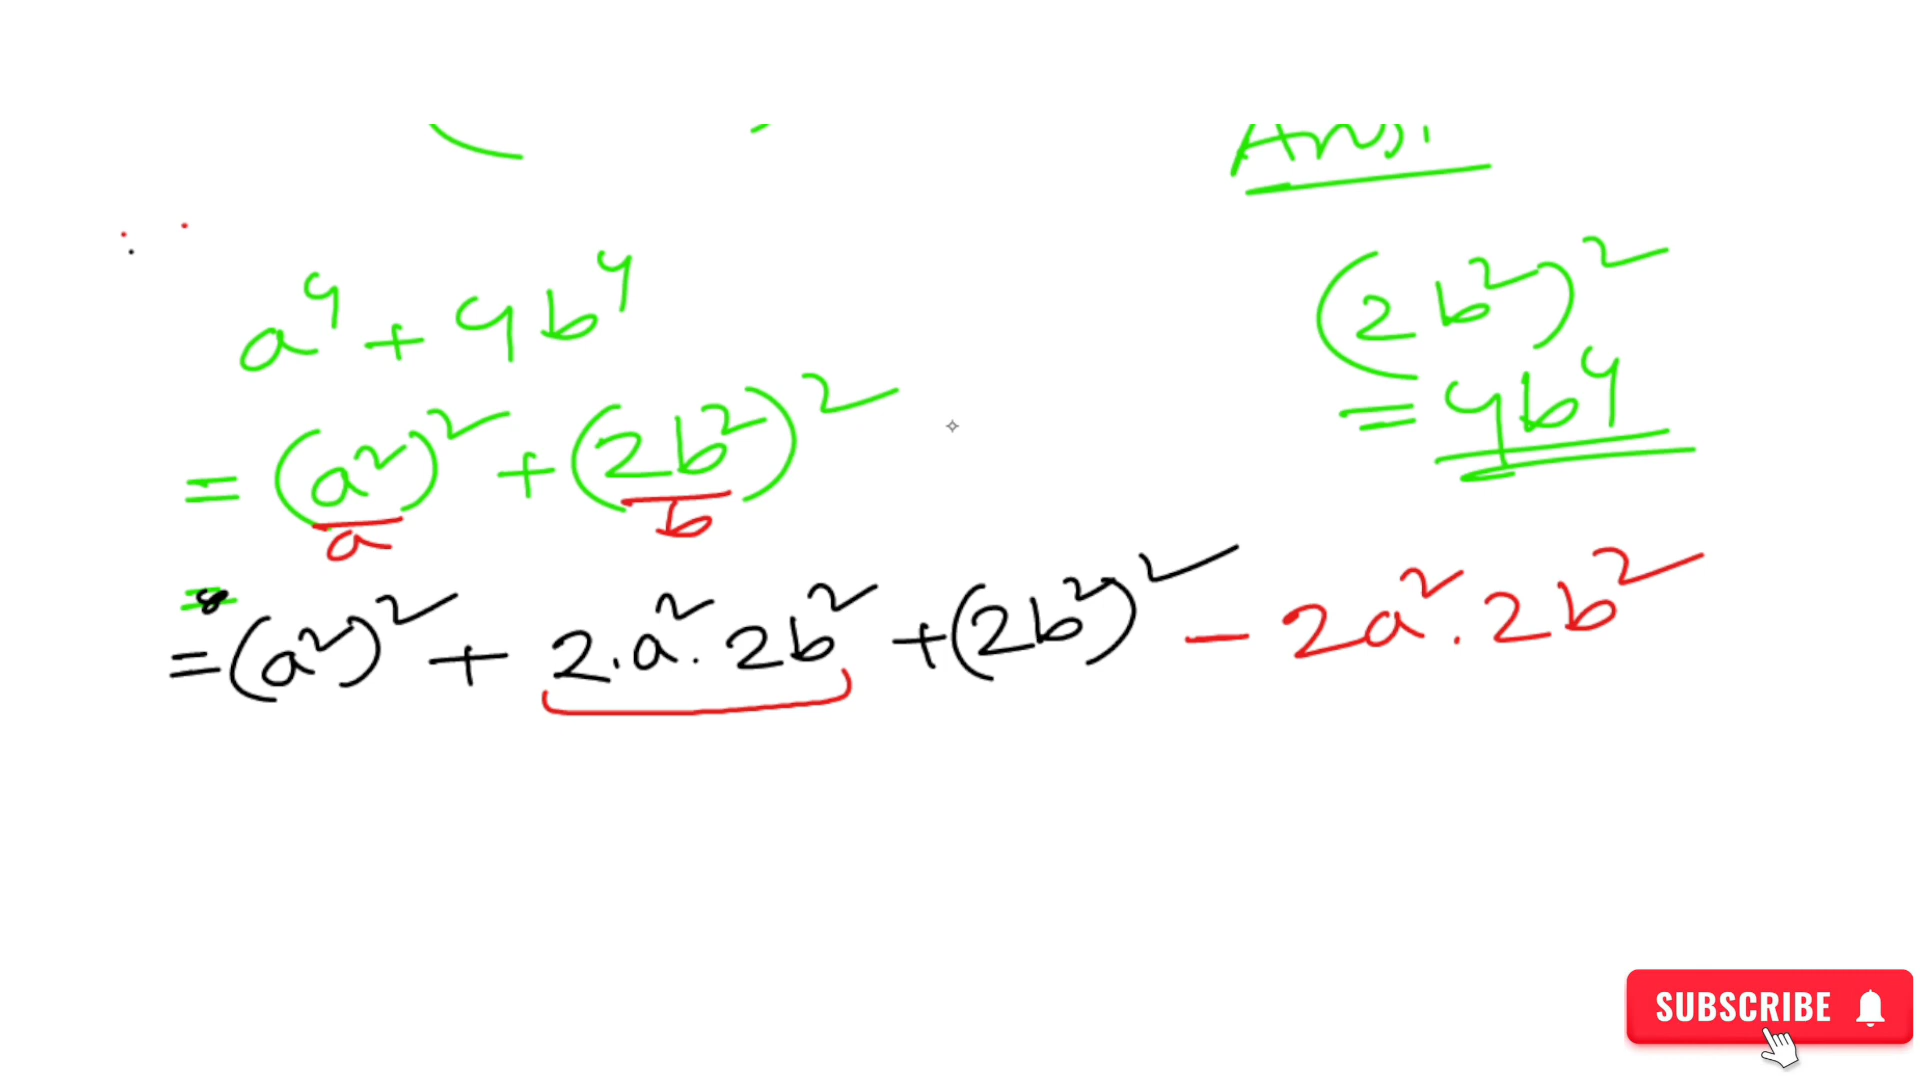 Ans.
a⁴ + 4b⁴
= (a²)² + (2b²)²
a b
(2b²)²
= 4b⁴
= (a²)² + 2.a².2b² + (2b²)² - 2a².2b²
SUBSCRIBE